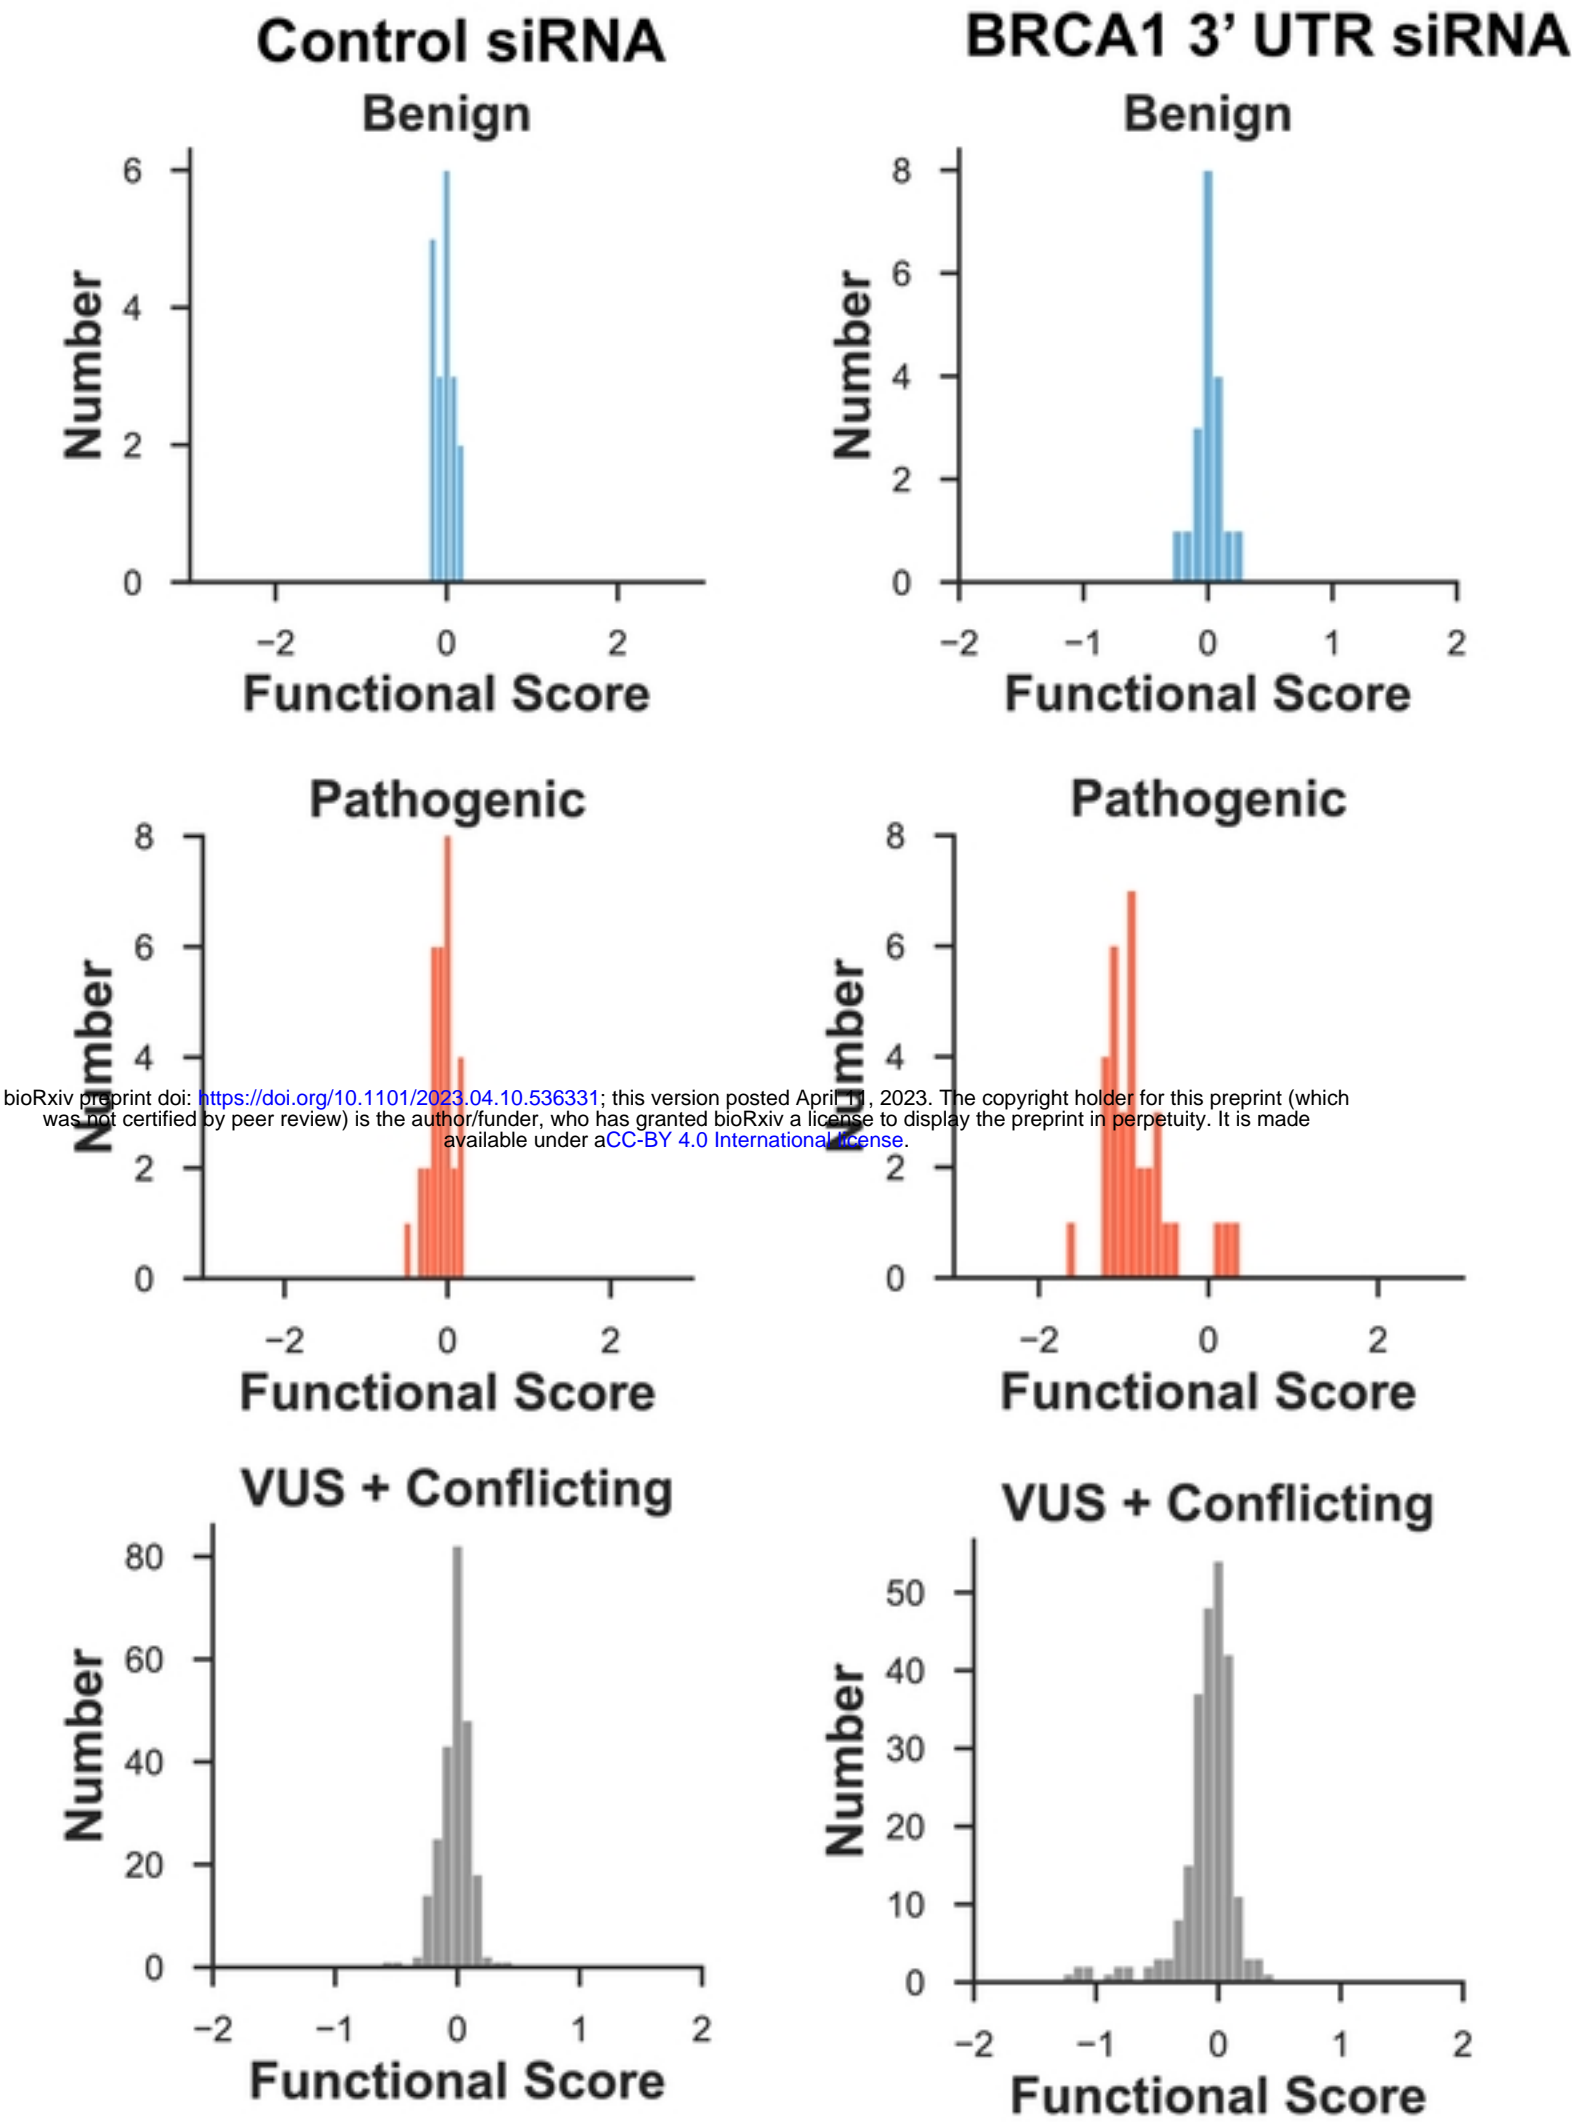 Control siRNA
BRCA1 3’ UTR siRNA
Benign
Benign
6
4
2
0
Number
−2 0 2
Functional Score
8
6
4
2
0
Number
−2 −1 0 1 2
Functional Score
Pathogenic
Pathogenic
8
6
4
2
0
Number
−2 0 2
Functional Score
8
6
4
2
0
Number
−2 0 2
Functional Score
bioRxiv preprint doi: https://doi.org/10.1101/2023.04.10.536331; this version posted April 11, 2023. The copyright holder for this preprint (which
was not certified by peer review) is the author/funder, who has granted bioRxiv a license to display the preprint in perpetuity. It is made
available under aCC-BY 4.0 International license.
VUS + Conflicting
VUS + Conflicting
80
60
40
20
0
Number
−2 −1 0 1 2
Functional Score
50
40
30
20
10
0
Number
−2 −1 0 1 2
Functional Score